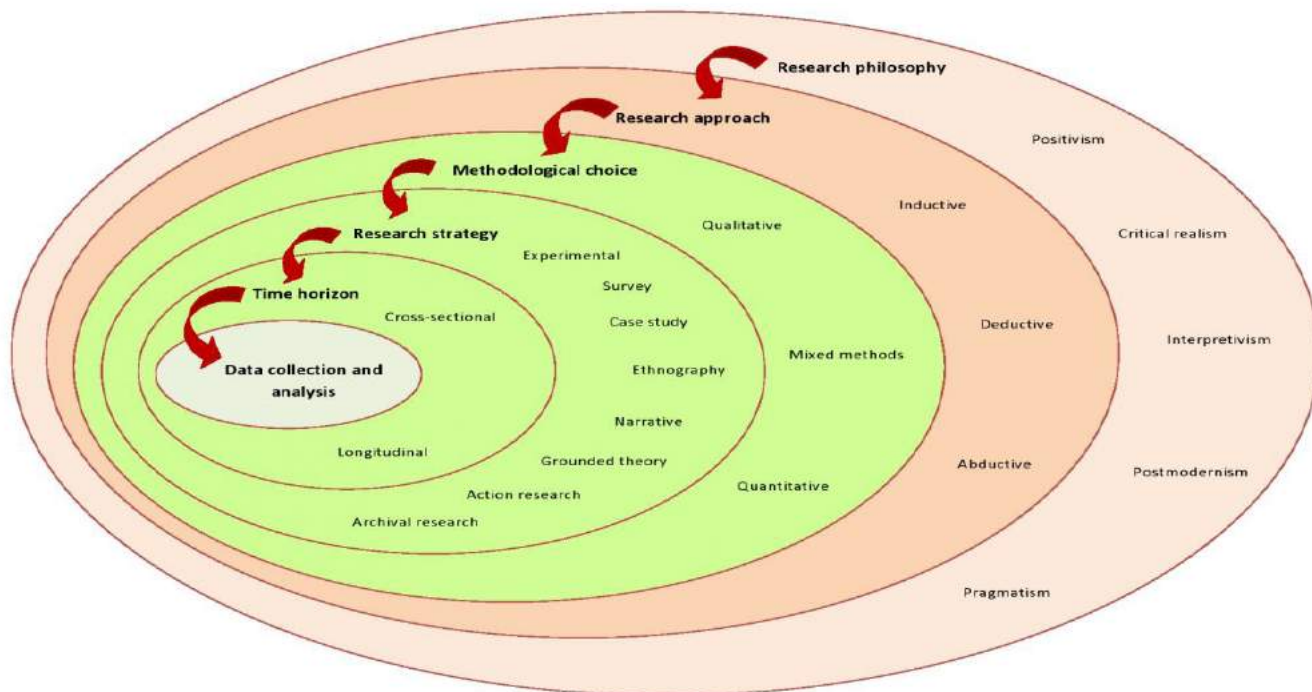 Research philosophy
Research approach
Positivism
Methodological choice
Inductive
Qualitative
Research strategy
Critical realism
Experimental
Survey
Time horizon
Cross-sectional
Case study
Deductive
Interpretivism
Mixed methods
Data collection and
analysis
Ethnography
Narrative
Longitudinal
Grounded theory
Abductive
Postmodernism
Quantitative
Action research
Archival research
Pragmatism